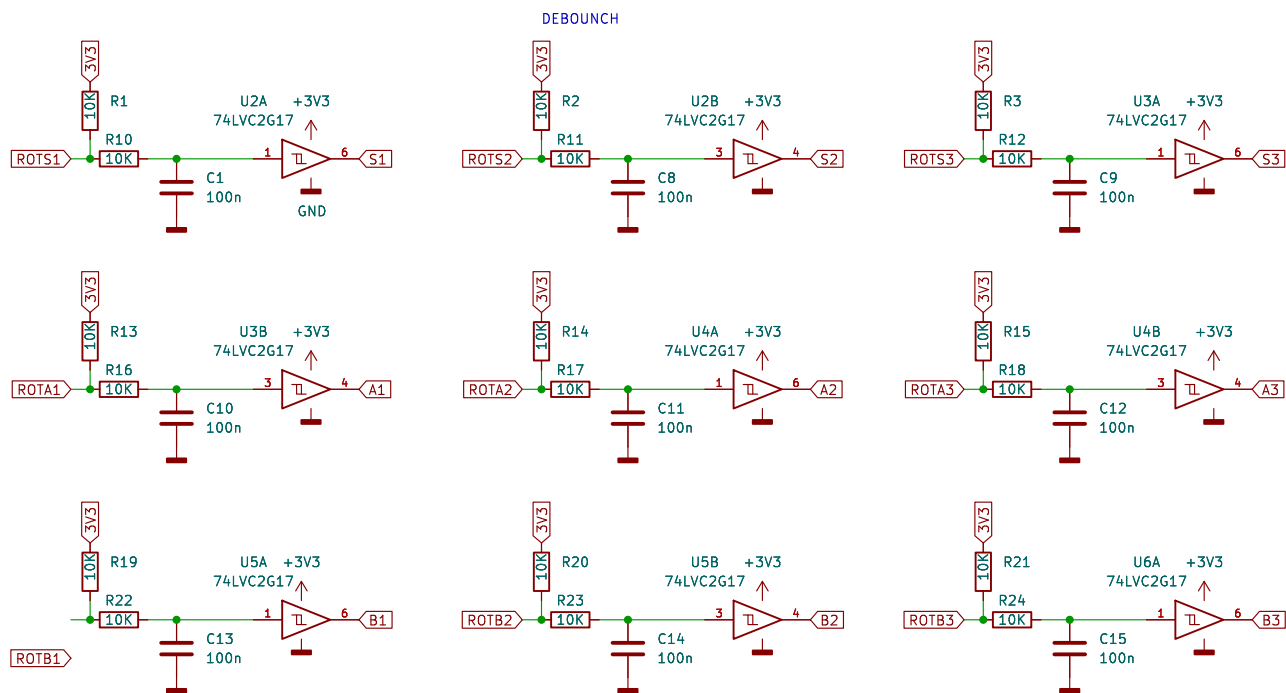 DEBOUNCH
3V3 3V3 3V3
10K R1 U2A +3V3 10K R2 U2B +3V3 10K R3 U3A +3V3
74LVC2G17 74LVC2G17 74LVC2G17
R10 R11 R12
ROTS1 10K 1 6 S1 ROTS2 10K 3 4 S2 ROTS3 10K 1 6 S3
C1 C8 C9
100n 100n 100n
GND
3V3 3V3 3V3
10K R13 U3B +3V3 10K R14 U4A +3V3 10K R15 U4B +3V3
74LVC2G17 74LVC2G17 74LVC2G17
R16 R17 R18
ROTA1 10K 3 4 A1 ROTA2 10K 1 6 A2 ROTA3 10K 3 4 A3
C10 C11 C12
100n 100n 100n
3V3 3V3 3V3
10K R19 U5A +3V3 10K R20 U5B +3V3 10K R21 U6A +3V3
74LVC2G17 74LVC2G17 74LVC2G17
R22 R23 R24
10K 1 6 B1 ROTB2 10K 3 4 B2 ROTB3 10K 1 6 B3
C13 C14 C15
ROTB1 100n 100n 100n